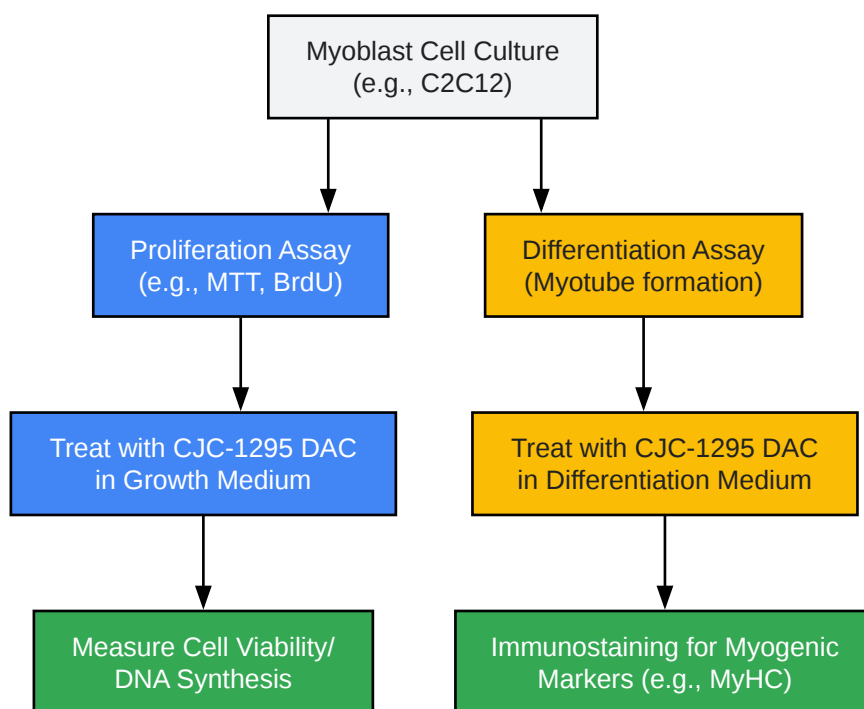 Myoblast Cell Culture
(e.g., C2C12)
Proliferation Assay
(e.g., MTT, BrdU)
Differentiation Assay
(Myotube formation)
Treat with CJC-1295 DAC
in Growth Medium
Treat with CJC-1295 DAC
in Differentiation Medium
Measure Cell Viability/
DNA Synthesis
Immunostaining for Myogenic
Markers (e.g., MyHC)